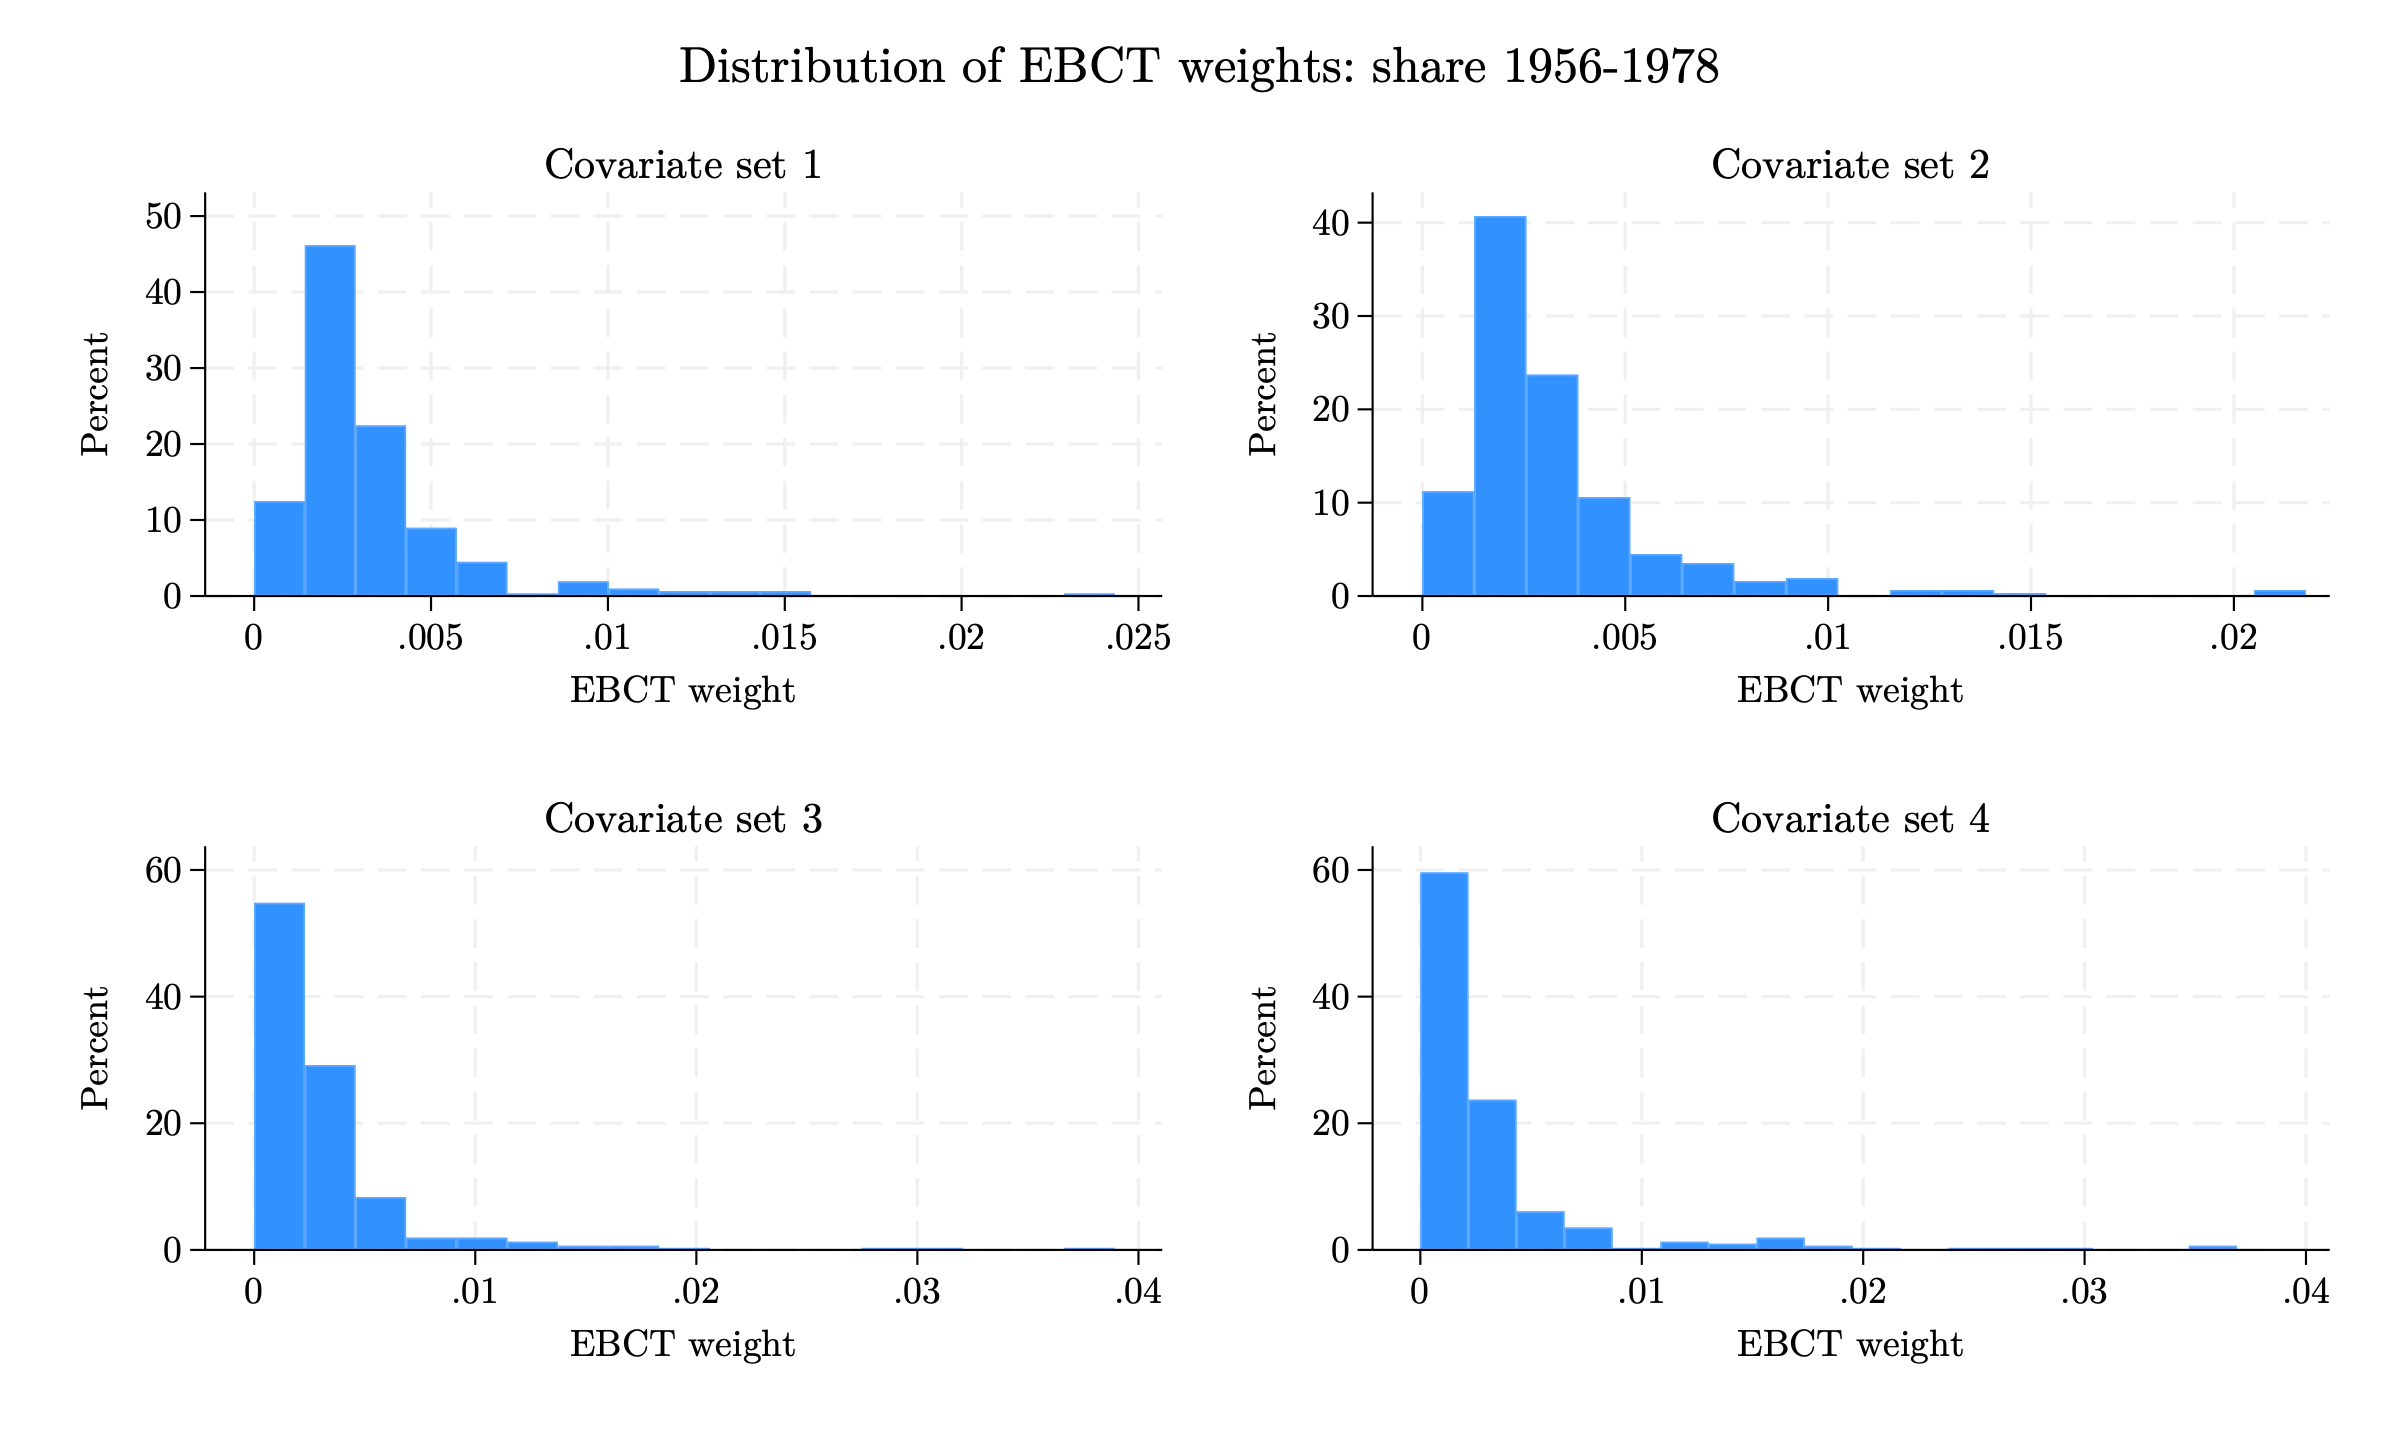 Distribution of EBCT weights: share 1956-1978
Covariate set 1
50
40
30
20
10
0
Percent
0 .005 .01 .015 .02 .025
EBCT weight
Covariate set 2
40
30
20
10
0
Percent
0 .005 .01 .015 .02
EBCT weight
Covariate set 3
60
40
20
0
Percent
0 .01 .02 .03 .04
EBCT weight
Covariate set 4
60
40
20
0
Percent
0 .01 .02 .03 .04
EBCT weight